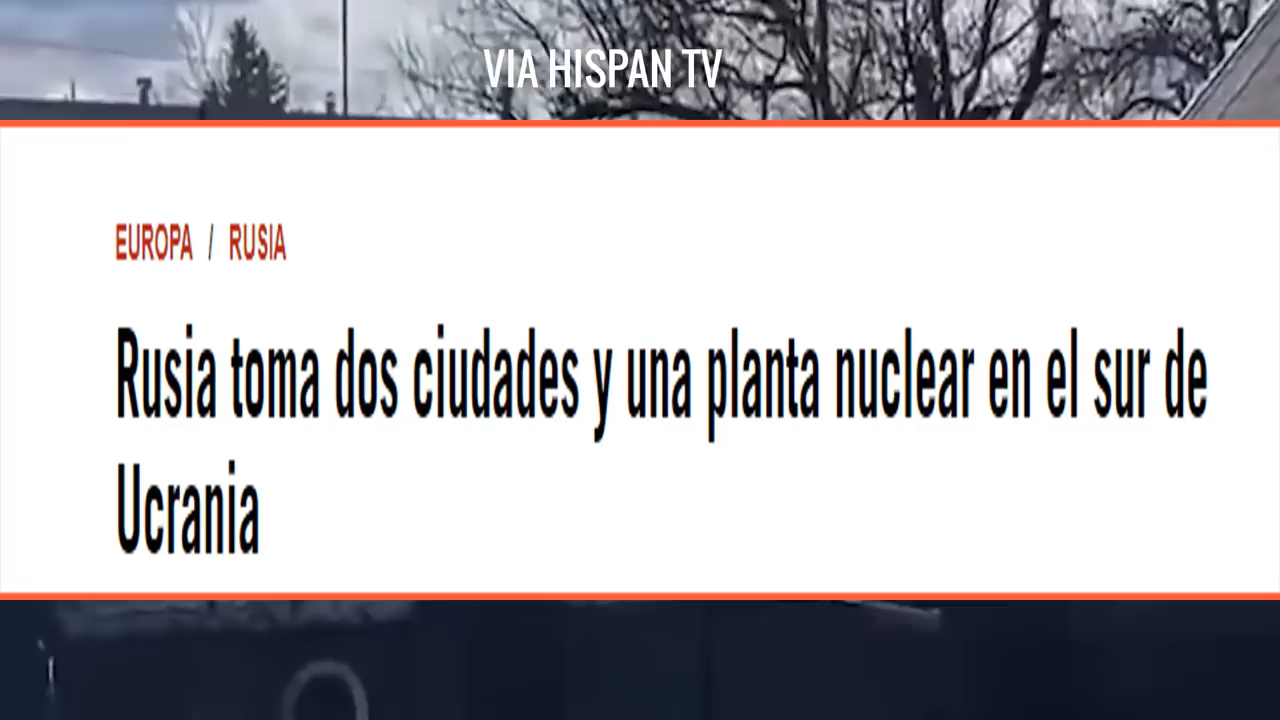 VIA HISPAN TV
EUROPA / RUSIA
Rusia toma dos ciudades y una planta nuclear en el sur de
Ucrania